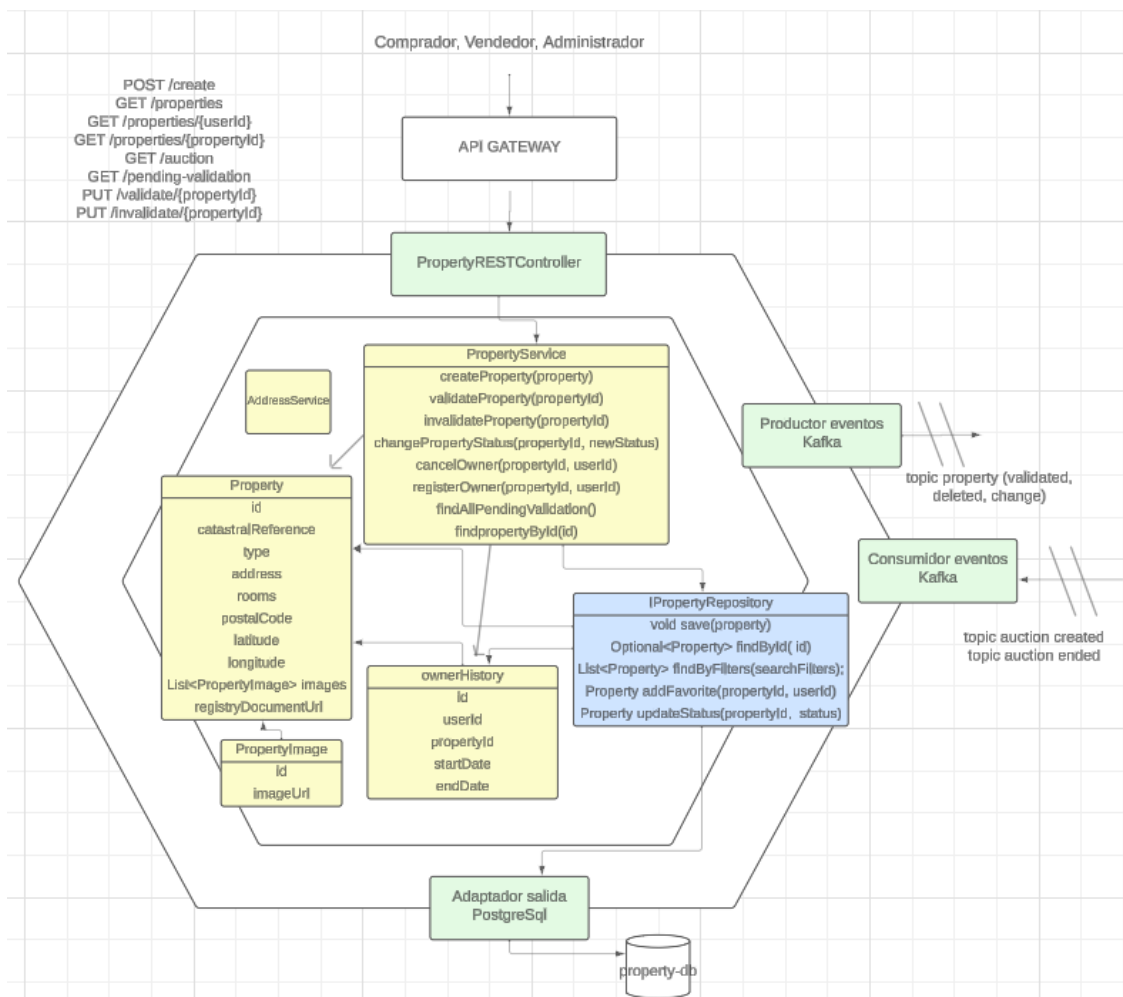 Comprador, Vendedor, Administrador
POST /create
GET /properties
GET /properties/{userId}
GET /properties/{propertyId}
GET /auction
GET /pending-validation
PUT /validate/{propertyId}
PUT /invalidate/{propertyId}
API GATEWAY
PropertyRESTController
PropertyService
createProperty(property)
validateProperty(propertyId)
invalidateProperty(propertyId)
changePropertyStatus(propertyId, newStatus)
cancelOwner(propertyId, userId)
registerOwner(propertyId, userId)
findAllPendingValidation()
findpropertyById(id)
AddressService
Productor eventos
Kafka
topic property (validated,
deleted, change)
Property
id
catastralReference
type
address
rooms
postalCode
latitude
longitude
List<PropertyImage> images
registryDocumentUrl
Consumidor eventos
Kafka
topic auction created
topic auction ended
IPropertyRepository
void save(property)
Optional<Property> findById( id)
List<Property> findByFilters(searchFilters);
Property addFavorite(propertyId, userId)
Property updateStatus(propertyId, status)
ownerHistory
id
userId
propertyId
startDate
endDate
PropertyImage
id
imageUrl
Adaptador salida
PostgreSql
property-db